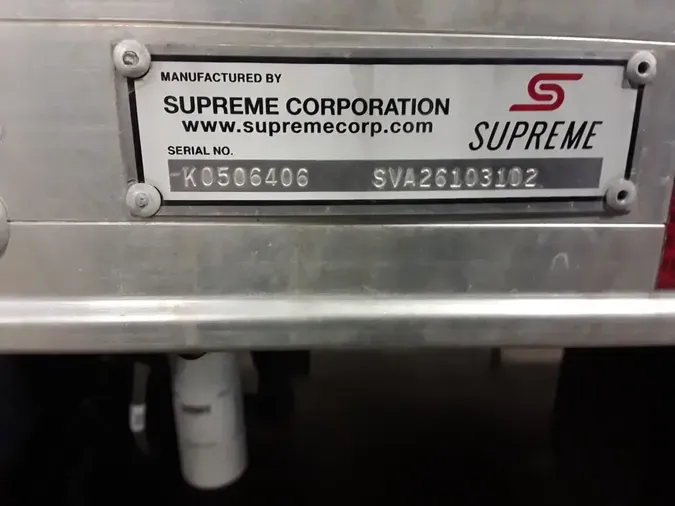 MANUFACTURED BY
SUPREME CORPORATION
www.supremecorp.com
SUPREME
SERIAL NO.
K0506406 SVA26103102